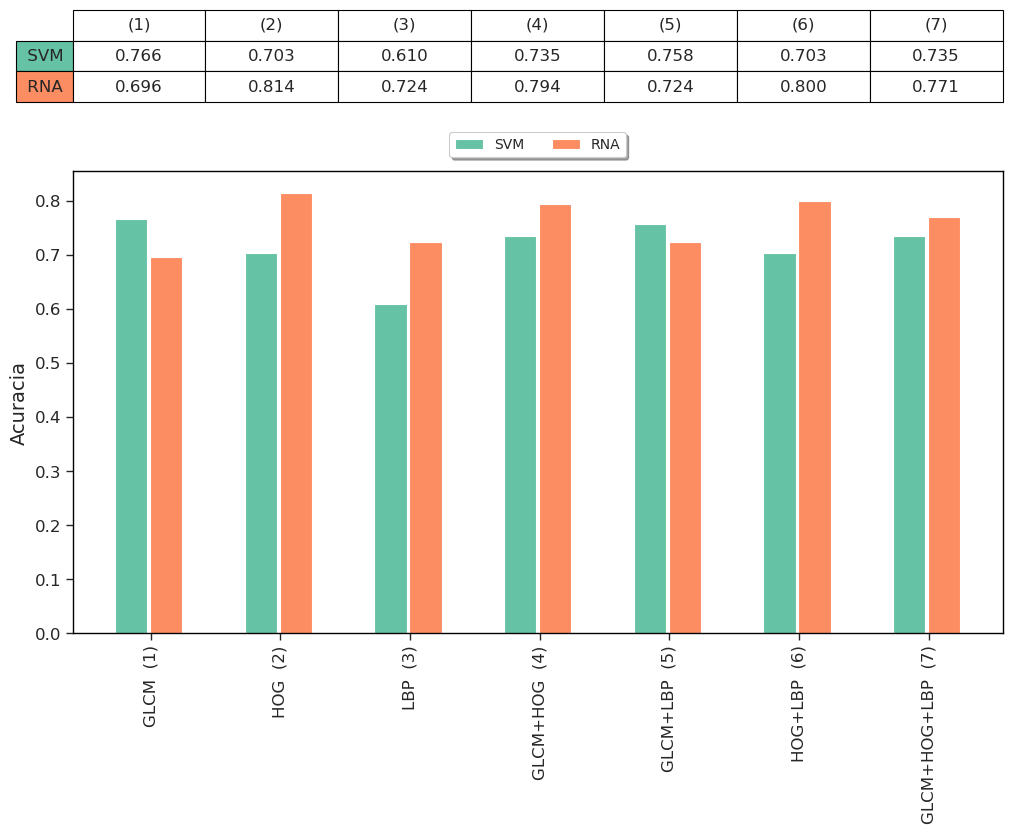 (1) (2) (3) (4) (5) (6) (7)
SVM 0.766 0.703 0.610 0.735 0.758 0.703 0.735
RNA 0.696 0.814 0.724 0.794 0.724 0.800 0.771
SVM RNA
Acuracia
0.8
0.7
0.6
0.5
0.4
0.3
0.2
0.1
0.0
GLCM (1)
HOG (2)
LBP (3)
GLCM+HOG (4)
GLCM+LBP (5)
HOG+LBP (6)
GLCM+HOG+LBP (7)